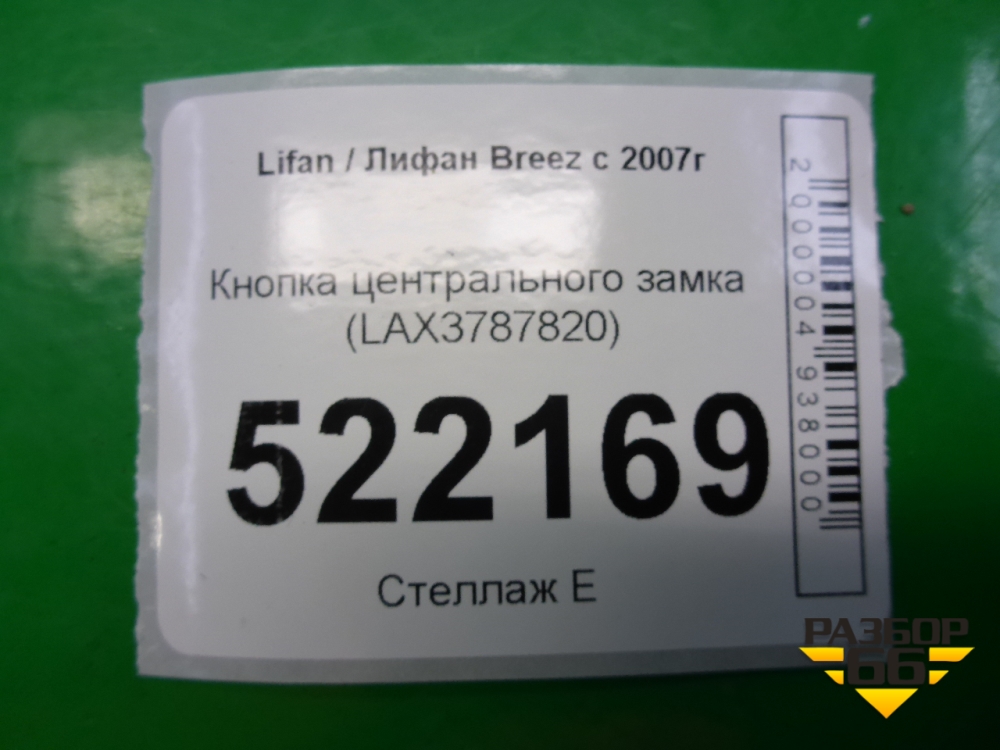 Lifan / Лифан Breez с 2007г
Кнопка центрального замка
(LAX3787820)
522169
Стеллаж E
2000004938000
РАЗБОР
66